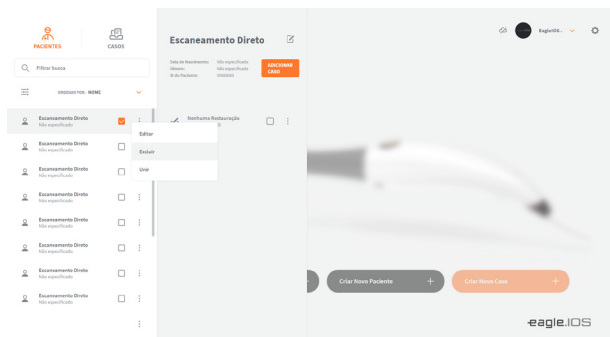 PACIENTES
CASOS
Filtrar busca
ORDENAR POR: NOME
Escaneamento Direto
Não especificado
Escaneamento Direto
Não especificado
Escaneamento Direto
Não especificado
Escaneamento Direto
Não especificado
Escaneamento Direto
Não especificado
Escaneamento Direto
Não especificado
Escaneamento Direto
Não especificado
Escaneamento Direto
Não especificado
Editar
Excluir
Unir
Escaneamento Direto
Data de Nascimento: Não especificado
Gênero: Não especificado
ID do Paciente:
ADICIONAR
CASO
Nenhuma Restauração
EagleIOS..
Criar Novo Paciente
Criar Novo Caso
eagle.IOS